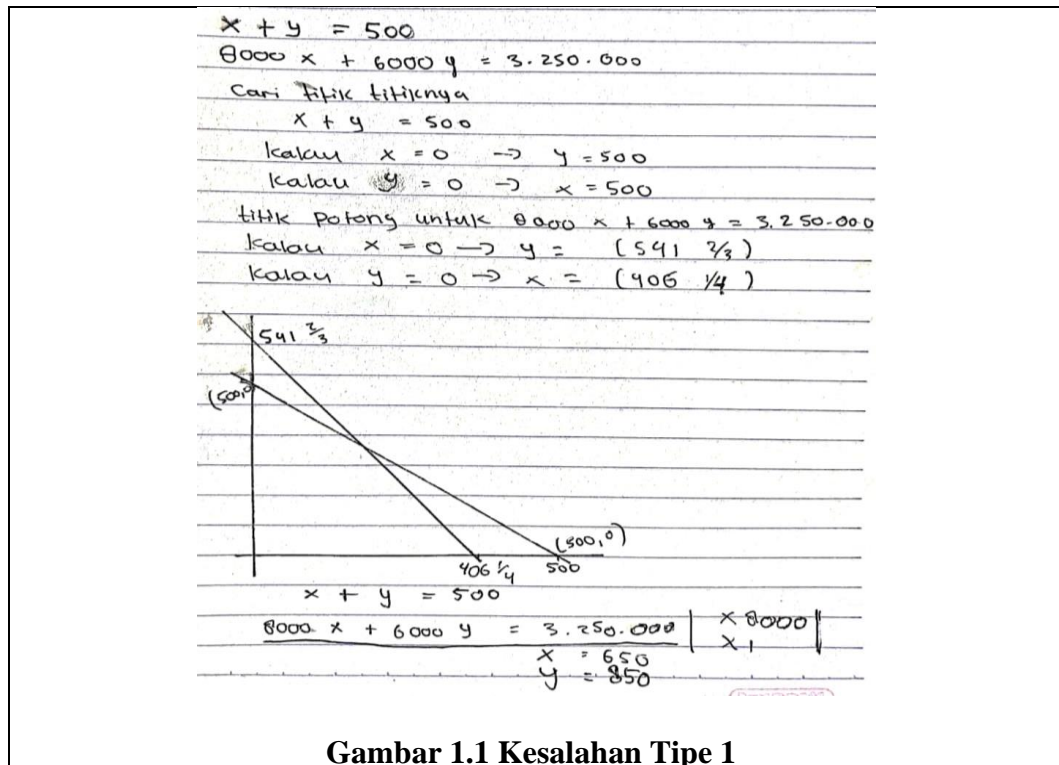 x + y = 500
8000 x + 6000 y = 3.250.000
Cari titik titiknya
x + y = 500
kalau x = 0 -> y = 500
kalau y = 0 -> x = 500
titik potong untuk 8000 x + 6000 y = 3.250.000
kalau x = 0 -> y = (541 2/3)
kalau y = 0 -> x = (406 1/4)
541 2/3
(500,0
(500,0)
406 1/4 500
x + y = 500
8000 x + 6000 y = 3.250.000 | x 8000 |
x 1
x = 650
y = 850
Gambar 1.1 Kesalahan Tipe 1